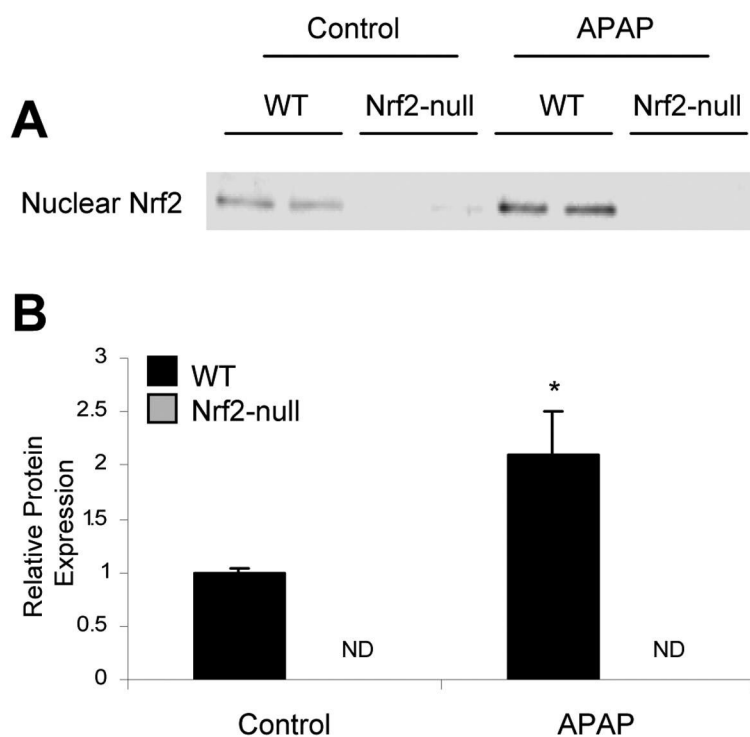 Control APAP
A
WT Nrf2-null WT Nrf2-null
Nuclear Nrf2
B
3
2.5
2
1.5
1
0.5
0
Relative Protein
Expression
WT
Nrf2-null
*
ND
ND
Control APAP